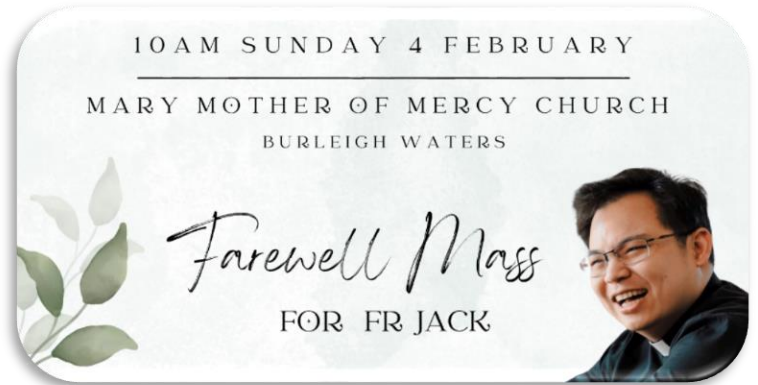 10AM SUNDAY 4 FEBRUARY
MARY MOTHER OF MERCY CHURCH
BURLEIGH WATERS
Farewell Mass
FOR FR JACK